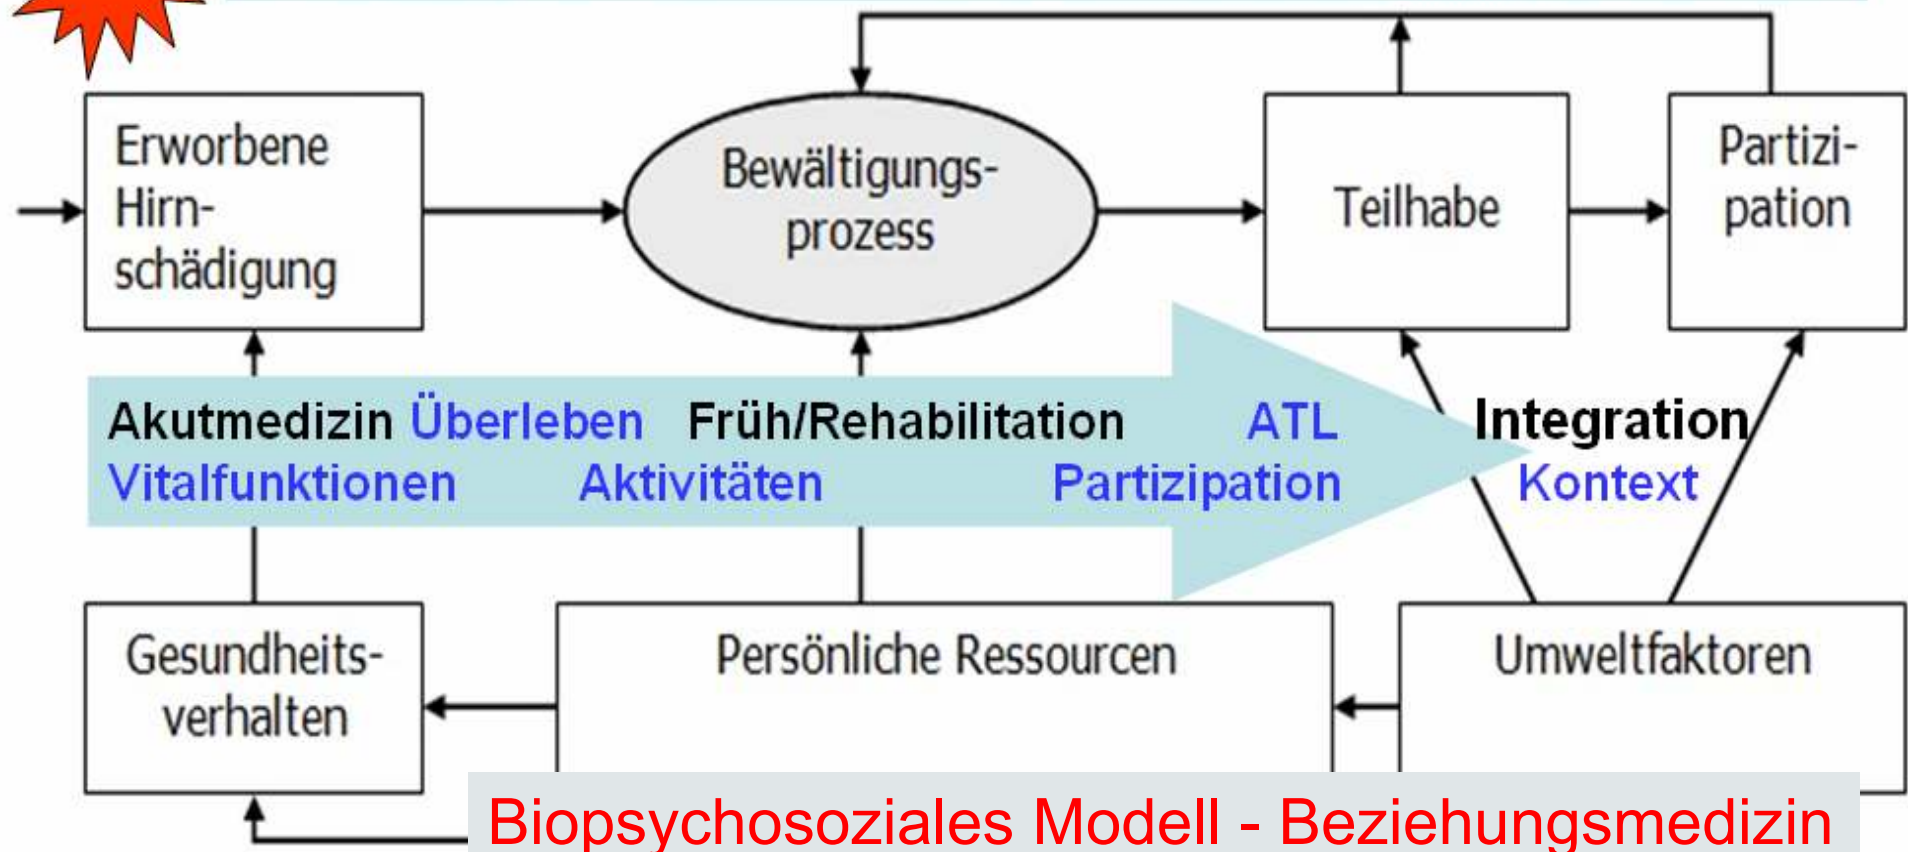 Erworbene
Hirn-
schädigung
Bewältigungs-
prozess
Teilhabe
Partizi-
pation
Akutmedizin Überleben Früh/Rehabilitation ATL Integration
Vitalfunktionen Aktivitäten Partizipation Kontext
Gesundheits-
verhalten
Persönliche Ressourcen
Umweltfaktoren
Biopsychosoziales Modell - Beziehungsmedizin